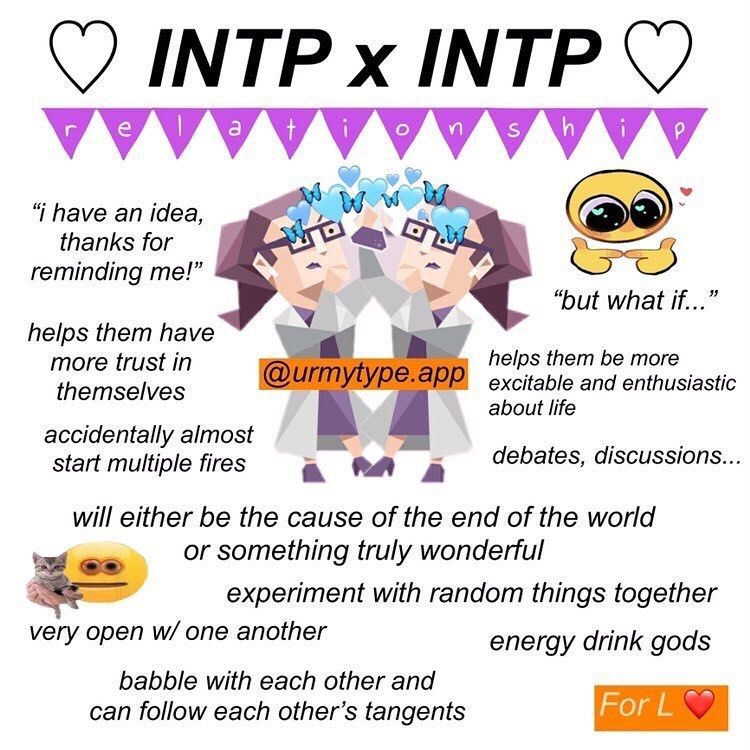 ♡ INTP x INTP ♡
relationship
“i have an idea,
thanks for
reminding me!”
“but what if...”
helps them have
more trust in
themselves
@urmytype.app
helps them be more
excitable and enthusiastic
about life
accidentally almost
start multiple fires
debates, discussions...
will either be the cause of the end of the world
or something truly wonderful
experiment with random things together
very open w/ one another
energy drink gods
babble with each other and
can follow each other’s tangents
For L ❤️